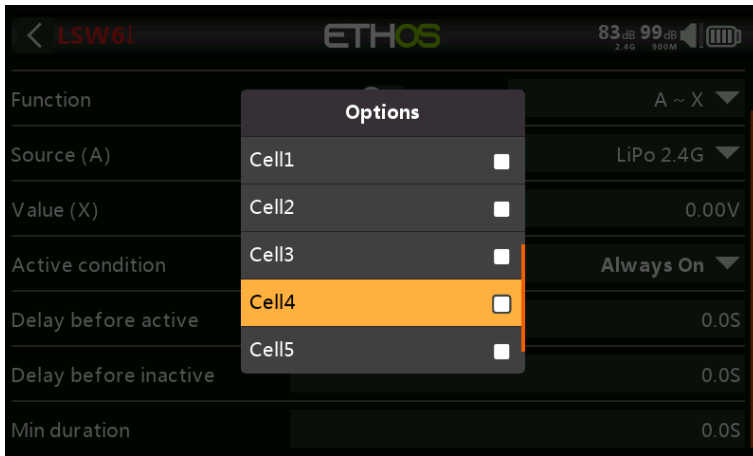 LSW6
ETHOS
83dB 99dB
2.4G 900M
Function
A ~ X
Source (A)
LiPo 2.4G
Value (X)
0.00V
Active condition
Always On
Delay before active
0.0S
Delay before inactive
0.0S
Min duration
0.0S
Options
Cell1
Cell2
Cell3
Cell4
Cell5